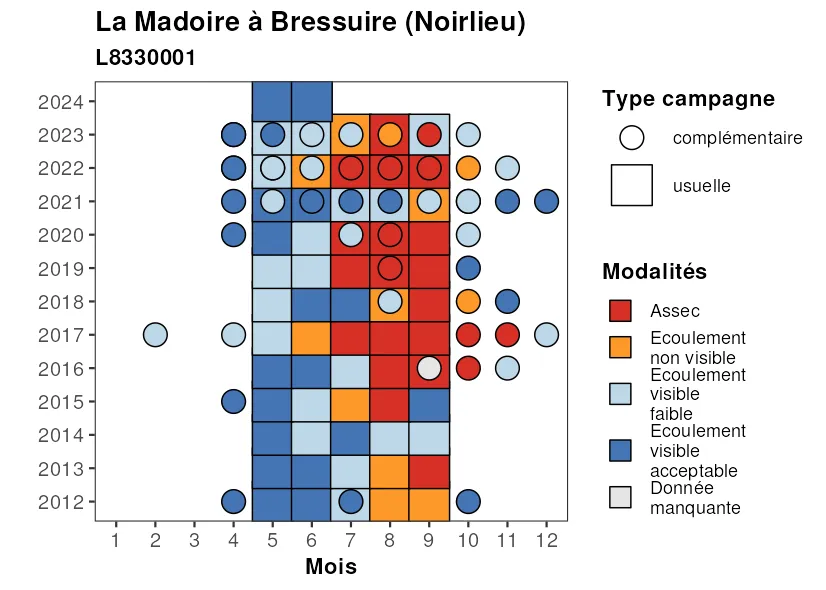 La Madoire à Bressuire (Noirlieu)
L8330001
2024
2023
2022
2021
2020
2019
2018
2017
2016
2015
2014
2013
2012
1 2 3 4 5 6 7 8 9 10 11 12
Mois
Type campagne
complémentaire
usuelle
Modalités
Assec
Ecoulement
non visible
Ecoulement
visible
faible
Ecoulement
visible
acceptable
Donnée
manquante